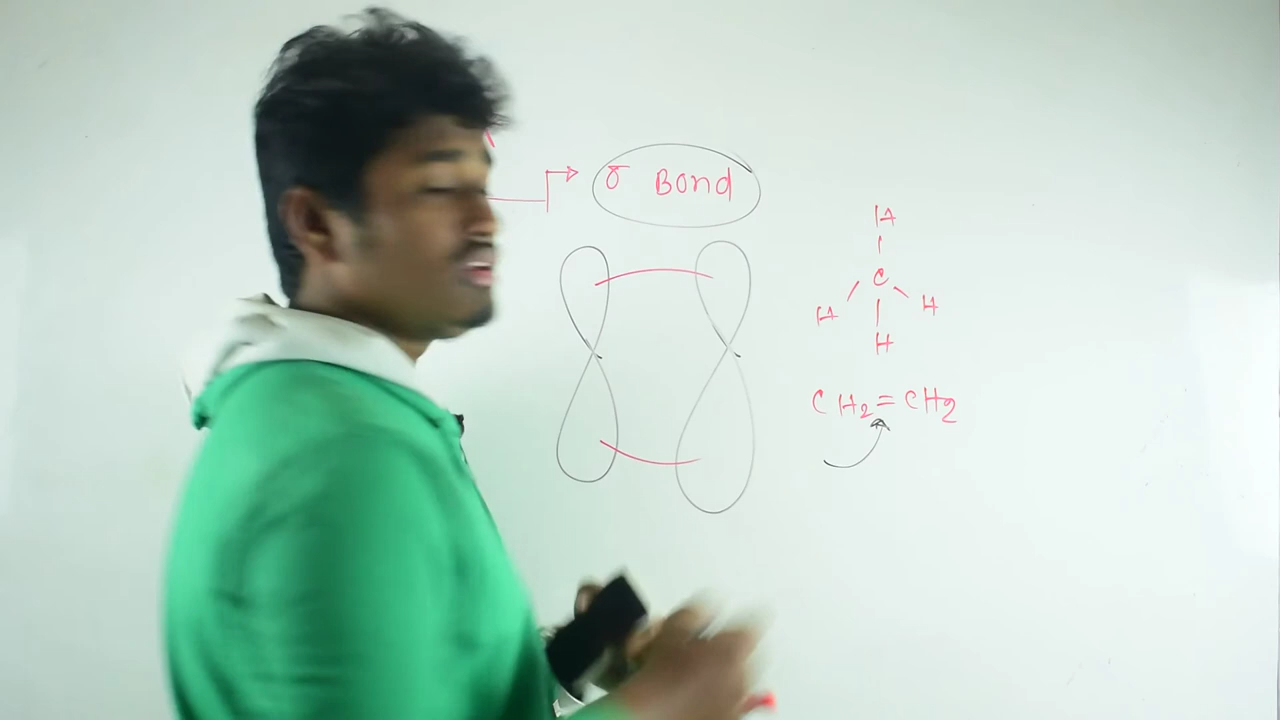 σ Bond
H
C
H H
H
CH2=CH2